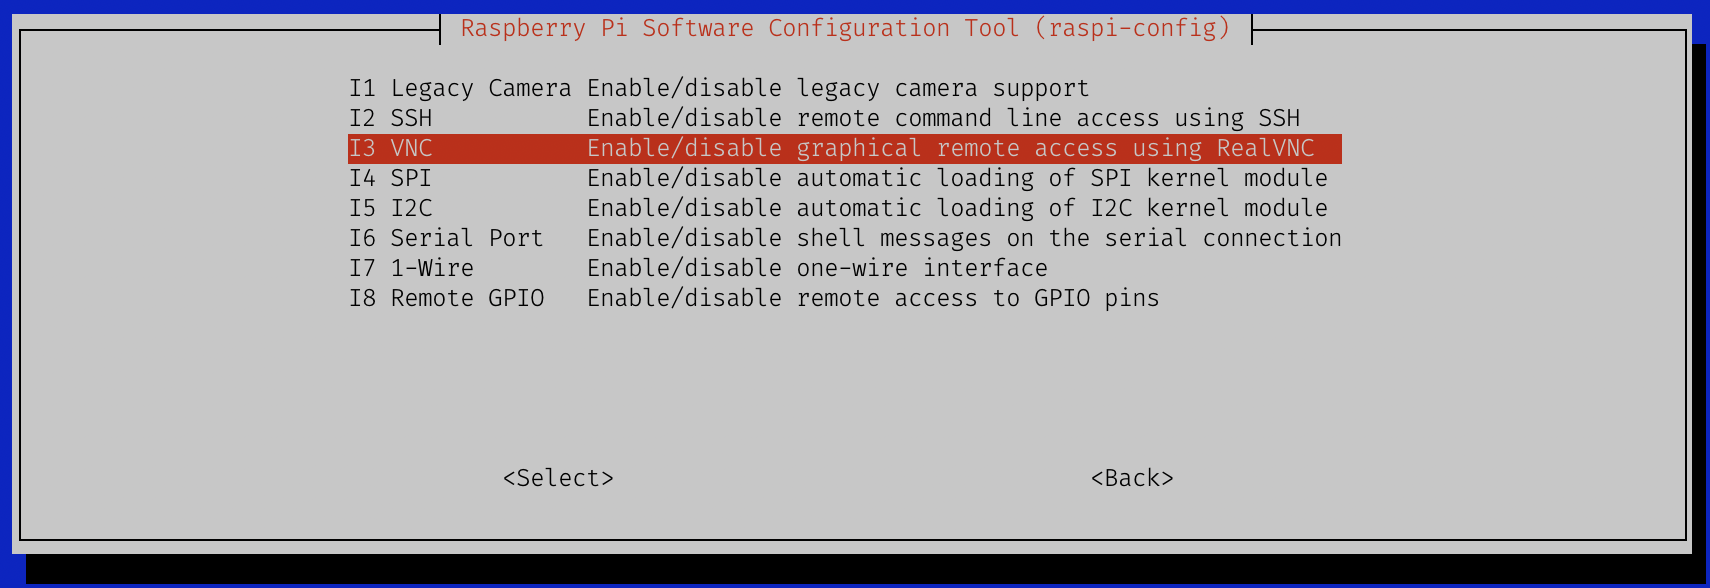 Raspberry Pi Software Configuration Tool (raspi-config)
I1 Legacy Camera Enable/disable legacy camera support
I2 SSH Enable/disable remote command line access using SSH
I3 VNC Enable/disable graphical remote access using RealVNC
I4 SPI Enable/disable automatic loading of SPI kernel module
I5 I2C Enable/disable automatic loading of I2C kernel module
I6 Serial Port Enable/disable shell messages on the serial connection
I7 1-Wire Enable/disable one-wire interface
I8 Remote GPIO Enable/disable remote access to GPIO pins
<Select> <Back>